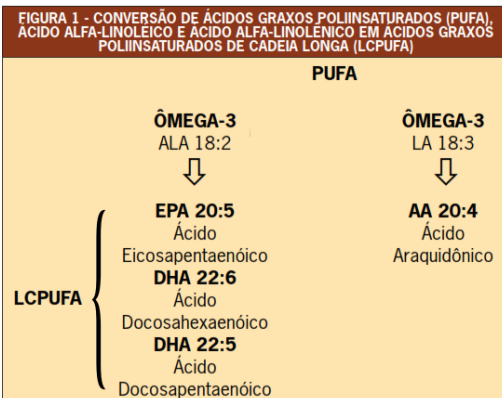 FIGURA 1 - CONVERSÃO DE ÁCIDOS GRAXOS POLIINSATURADOS (PUFA),
ÁCIDO ALFA-LINOLÉICO E ÁCIDO ALFA-LINOLÊNICO EM ÁCIDOS GRAXOS
POLIINSATURADOS DE CADEIA LONGA (LCPUFA)
PUFA
ÔMEGA-3
ALA 18:2
EPA 20:5
Ácido
Eicosapentaenóico
DHA 22:6
Ácido
Docosahexaenóico
DHA 22:5
Ácido
Docosapentaenóico
LCPUFA
ÔMEGA-3
LA 18:3
AA 20:4
Ácido
Araquidônico